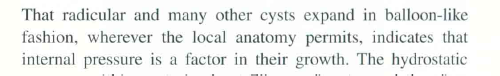 That radicular and many other cysts expand in balloon-like
fashion, wherever the local anatomy permits, indicates that
internal pressure is a factor in their growth. The hydrostatic